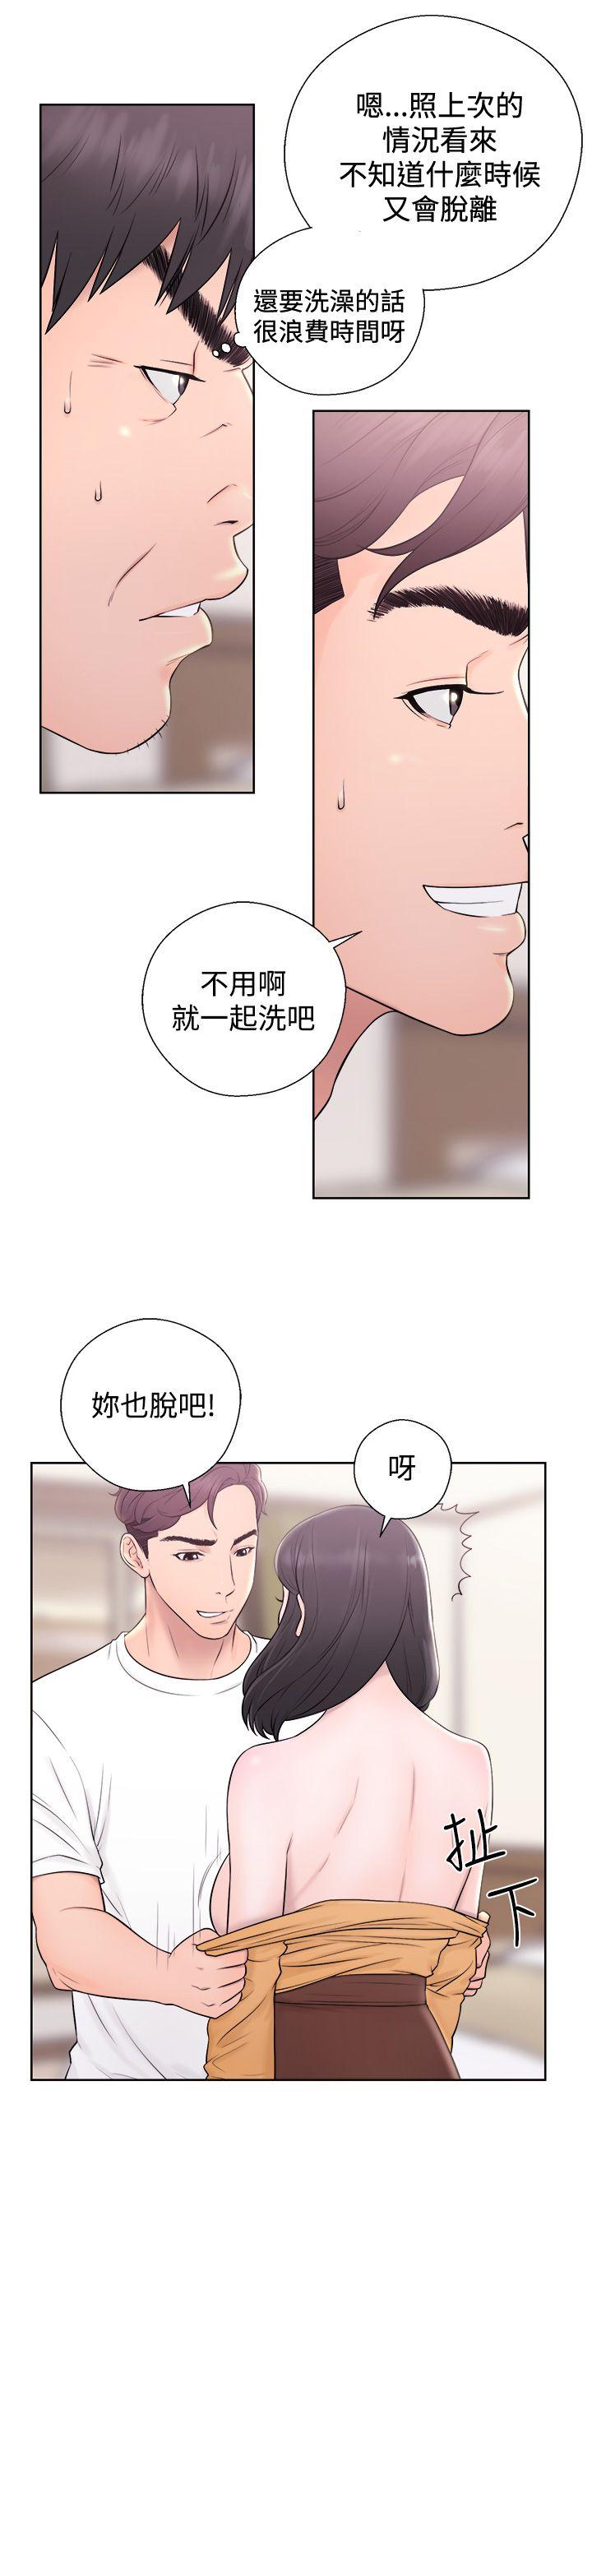 嗯...照上次的
情況看來
不知道什麼時候
又會脫離
還要洗澡的話
很浪費時間呀
不用啊
就一起洗吧
妳也脫吧!
呀
扯
下